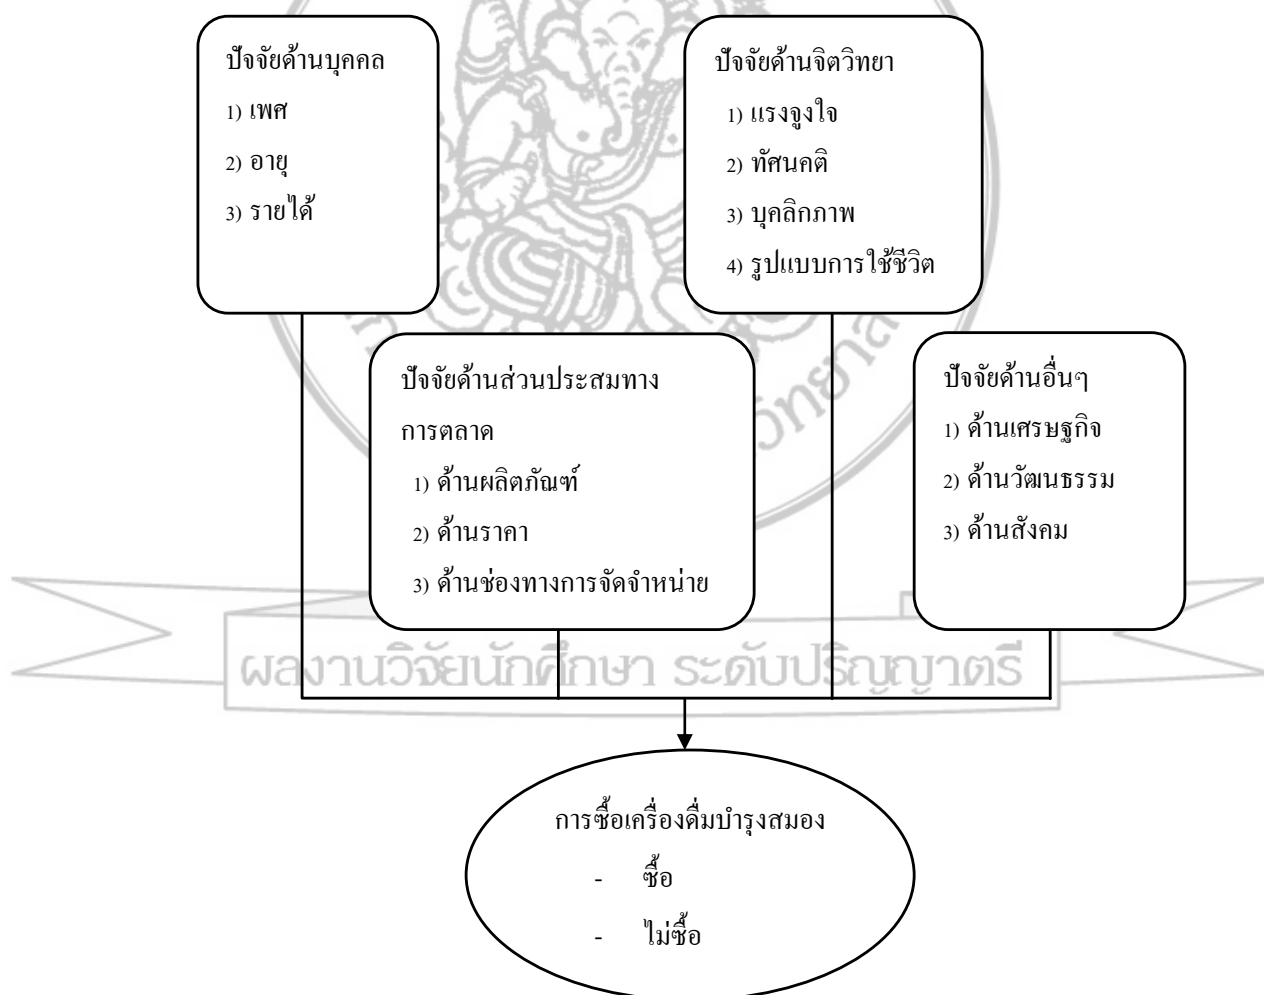 ปัจจัยด้านบุคคล
1) เพศ
2) อายุ
3) รายได้
ปัจจัยด้านจิตวิทยา
1) แรงจูงใจ
2) ทัศนคติ
3) บุคลิกภาพ
4) รูปแบบการใช้ชีวิต
ปัจจัยด้านส่วนประสมทาง
การตลาด
1) ด้านผลิตภัณฑ์
2) ด้านราคา
3) ด้านช่องทางการจัดจำหน่าย
ปัจจัยด้านอื่นๆ
1) ด้านเศรษฐกิจ
2) ด้านวัฒนธรรม
3) ด้านสังคม
ผลงานวิจัยนักศึกษา ระดับปริญญาตรี
การซื้อเครื่องดื่มบำรุงสมอง
- ซื้อ
- ไม่ซื้อ